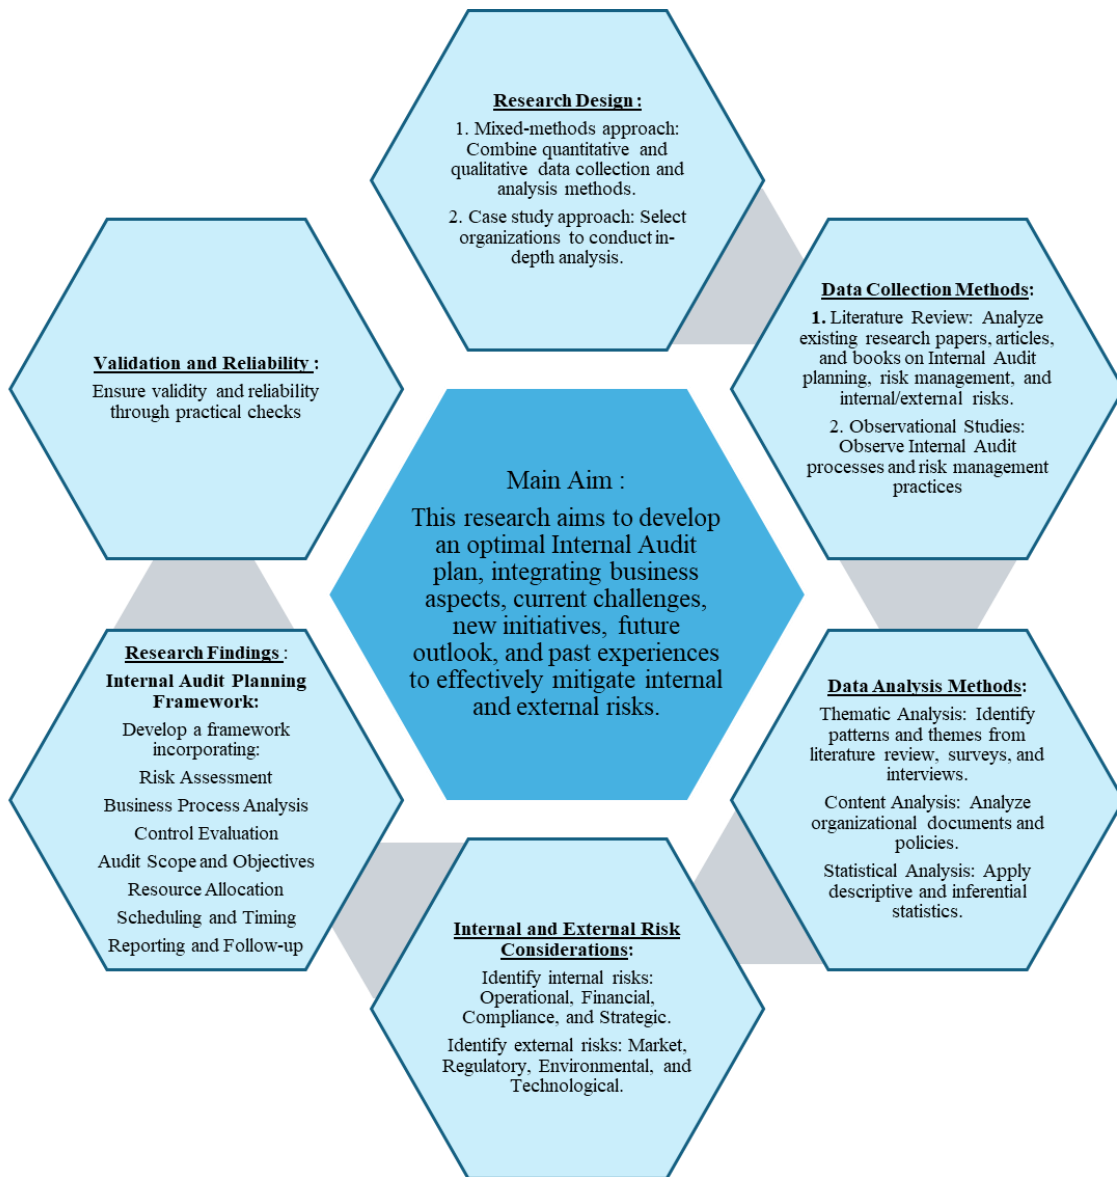 Research Design :
1. Mixed-methods approach:
Combine quantitative and
qualitative data collection and
analysis methods.
2. Case study approach: Select
organizations to conduct in-
depth analysis.
Data Collection Methods:
1. Literature Review: Analyze
existing research papers, articles,
and books on Internal Audit
planning, risk management, and
internal/external risks.
2. Observational Studies:
Observe Internal Audit
processes and risk management
practices
Data Analysis Methods:
Thematic Analysis: Identify
patterns and themes from
literature review, surveys, and
interviews.
Content Analysis: Analyze
organizational documents and
policies.
Statistical Analysis: Apply
descriptive and inferential
statistics.
Internal and External Risk
Considerations:
Identify internal risks:
Operational, Financial,
Compliance, and Strategic.
Identify external risks: Market,
Regulatory, Environmental, and
Technological.
Research Findings :
Internal Audit Planning
Framework:
Develop a framework
incorporating:
Risk Assessment
Business Process Analysis
Control Evaluation
Audit Scope and Objectives
Resource Allocation
Scheduling and Timing
Reporting and Follow-up
Validation and Reliability :
Ensure validity and reliability
through practical checks
Main Aim :
This research aims to develop
an optimal Internal Audit
plan, integrating business
aspects, current challenges,
new initiatives, future
outlook, and past experiences
to effectively mitigate internal
and external risks.